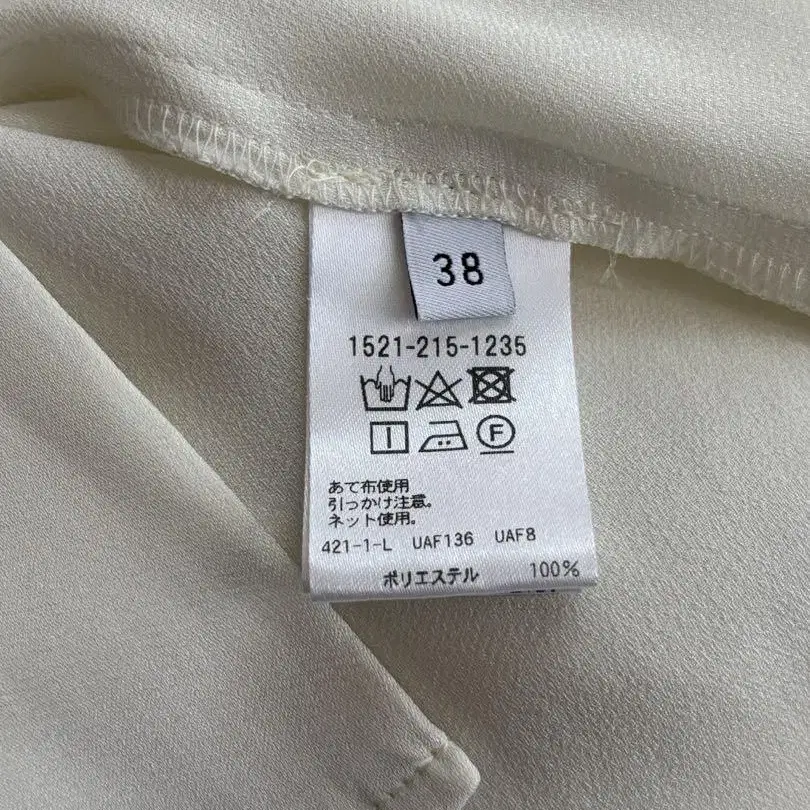 38
1521-215-1235
F
あて布使用
引っかけ注意。
ネット使用。
421-1-L UAF136 UAF8
ポリエステル 100%